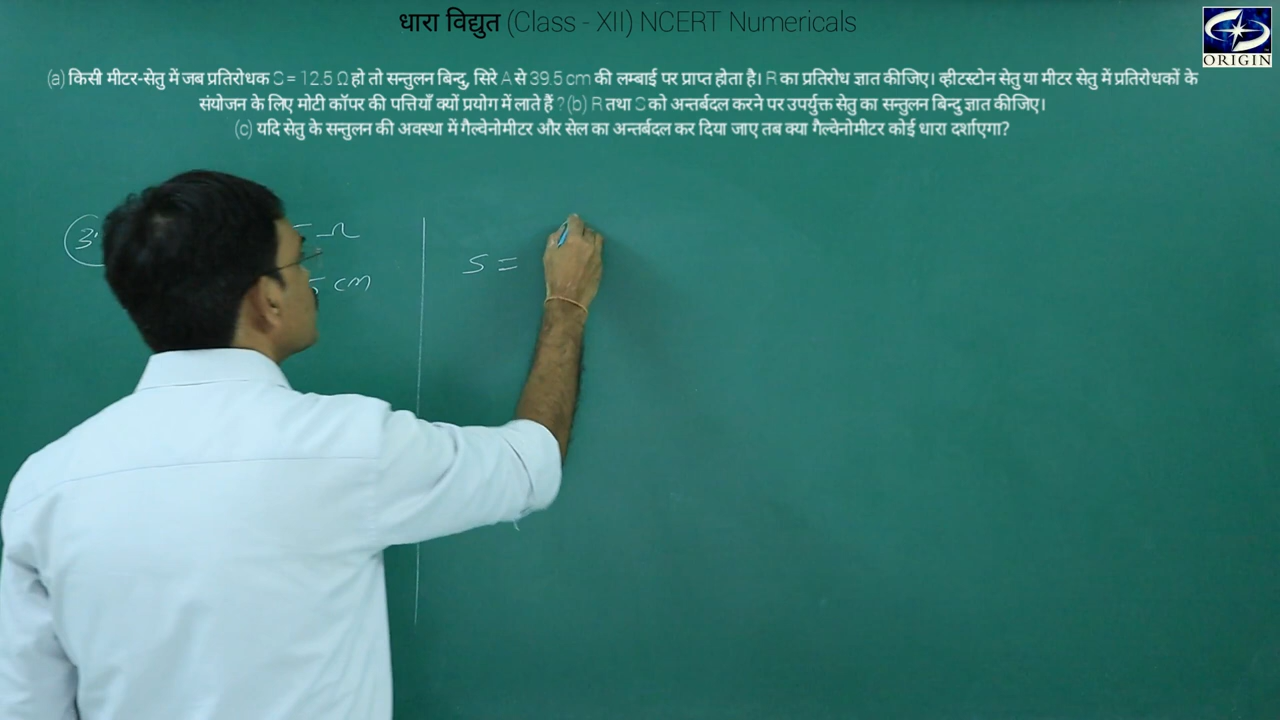 धारा विद्युत (Class - XII) NCERT Numericals
ORIGIN
(a) किसी मीटर-सेतु में जब प्रतिरोधक S = 12.5 Ω हो तो सन्तुलन बिन्दु, सिरे A से 39.5 cm की लम्बाई पर प्राप्त होता है। R का प्रतिरोध ज्ञात कीजिए। व्हीटस्टोन सेतु या मीटर सेतु में प्रतिरोधकों के
संयोजन के लिए मोटी कॉपर की पत्तियाँ क्यों प्रयोग में लाते हैं ? (b) R तथा S को अन्तर्बदल करने पर उपर्युक्त सेतु का सन्तुलन बिन्दु ज्ञात कीजिए।
(c) यदि सेतु के सन्तुलन की अवस्था में गैल्वेनोमीटर और सेल का अन्तर्बदल कर दिया जाए तब क्या गैल्वेनोमीटर कोई धारा दर्शाएगा?
3. Ω
5 cm
S =